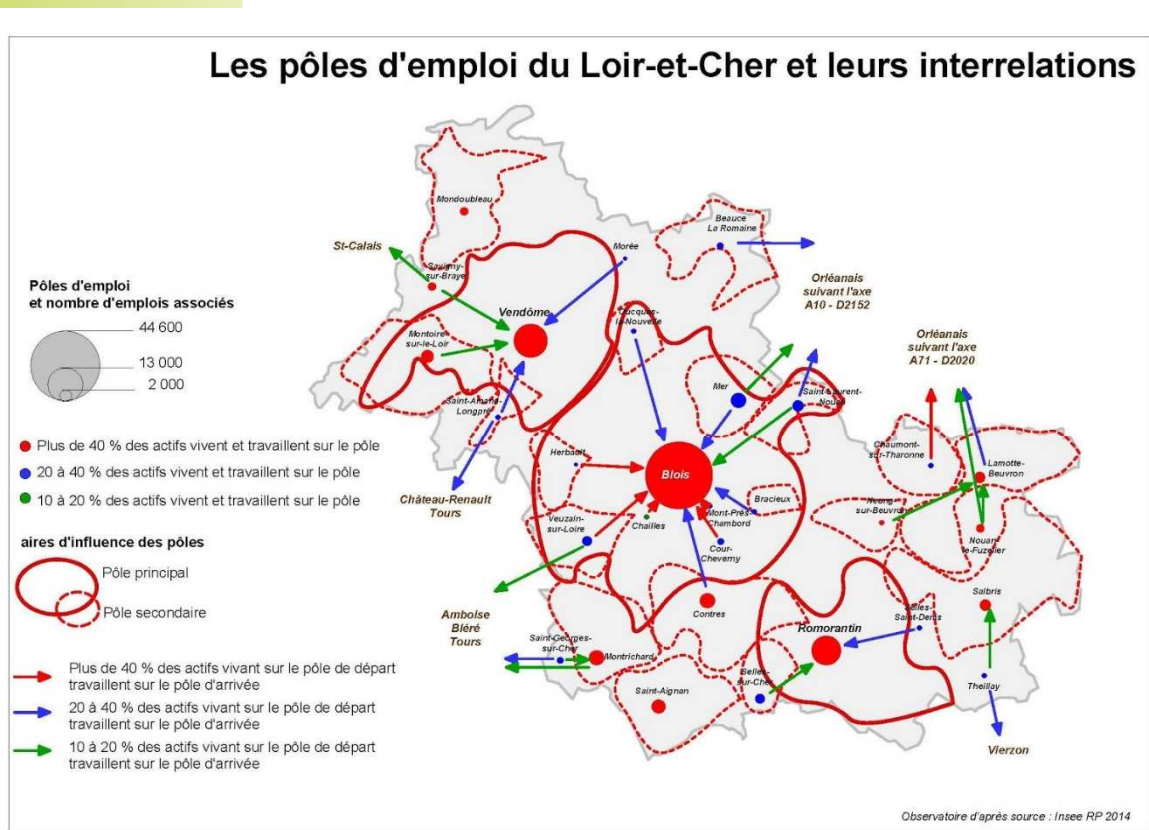 Les pôles d'emploi du Loir-et-Cher et leurs interrelations
Pôles d'emploi
et nombre d'emplois associés
44 600
13 000
2 000
Plus de 40 % des actifs vivent et travaillent sur le pôle
20 à 40 % des actifs vivent et travaillent sur le pôle
10 à 20 % des actifs vivent et travaillent sur le pôle
aires d'influence des pôles
Pôle principal
Pôle secondaire
Plus de 40 % des actifs vivant sur le pôle de départ
travaillent sur le pôle d'arrivée
20 à 40 % des actifs vivant sur le pôle de départ
travaillent sur le pôle d'arrivée
10 à 20 % des actifs vivant sur le pôle de départ
travaillent sur le pôle d'arrivée
Mondoubleau
St-Calais
Savigny-
sur-Braye
Morée
Beauce
La Romaine
Orléanais
suivant l'axe
A10 - D2152
Orléanais
suivant l'axe
A71 - D2020
Vendôme
Oucques-
la-Nouvelle
Montoire-
sur-le-Loir
Saint-Amand-
Longpré
Mer
Saint-Laurent-
Nouan
Château-Renault
Tours
Herbault
Blois
Bracieux
Chaumont-
sur-Tharonne
Lamotte-
Beuvron
Neung-
sur-Beuvron
Nouan-
le-Fuzelier
Veuzain-
sur-Loire
Chailles
Mont-Près-
Chambord
Cour-
Cheverny
Amboise
Bléré
Tours
Contres
Salbris
Selles-
Saint-Denis
Romorantin
Saint-Georges-
sur-Cher
Montrichard
Saint-Aignan
Selles-
sur-Cher
Theillay
Vierzon
Observatoire d'après source : Insee RP 2014